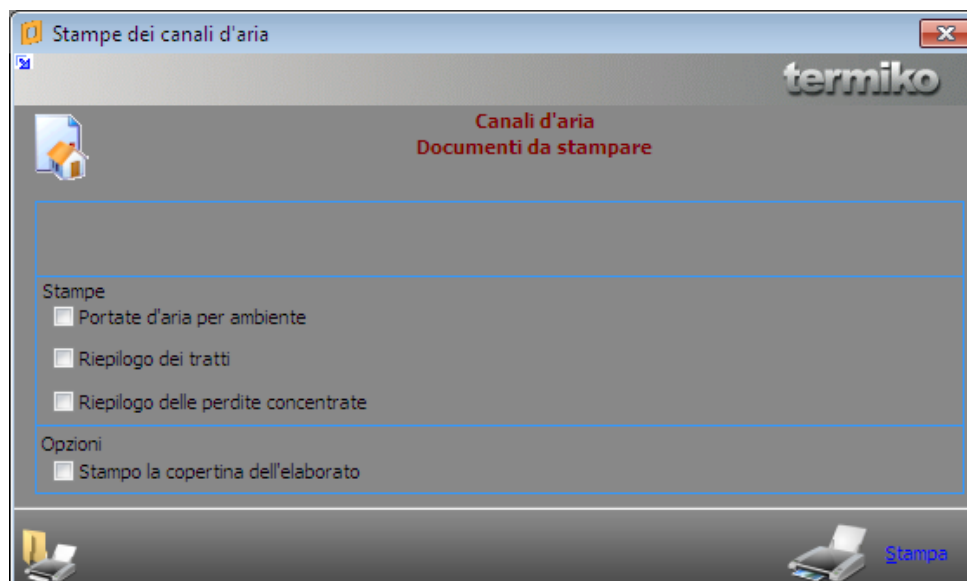 Stampe dei canali d'aria
termiko
Canali d'aria
Documenti da stampare
Stampe
Portate d'aria per ambiente
Riepilogo dei tratti
Riepilogo delle perdite concentrate
Opzioni
Stampo la copertina dell'elaborato
Stampa